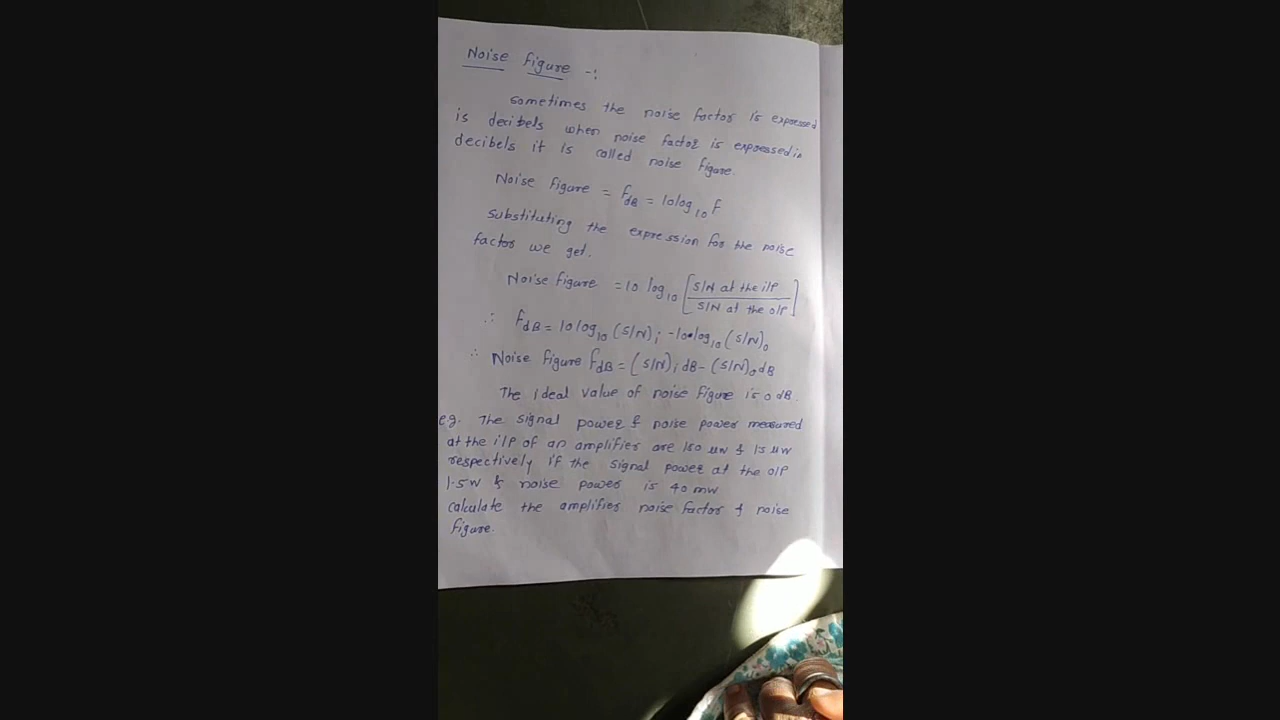 Noise figure -:
Sometimes the noise factor is expressed
is decibels when noise factor is expressed in
decibels it is called noise figure.
Noise figure = FdB = 10log10 F
Substituting the expression for the noise
factor we get.
Noise figure = 10 log10 [S/N at the i/P / S/N at the o/P]
∴ FdB = 10log10 (S/N)i - 10log10 (S/N)o
∴ Noise figure FdB = (S/N)i dB - (S/N)o dB
The ideal value of noise figure is 0 dB.
eg. The signal power & noise power measured
at the i/P of an amplifier are 150 μw & 1.5 μw
respectively if the signal power at the o/P
1.5w & noise power is 40 mw
calculate the amplifier noise factor & noise
figure.